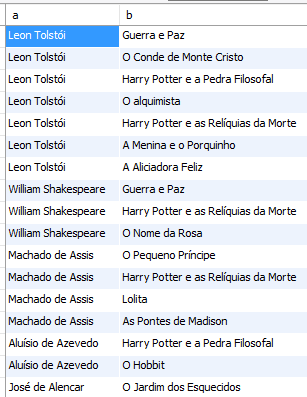 a b
Leon Tolstói Guerra e Paz
Leon Tolstói O Conde de Monte Cristo
Leon Tolstói Harry Potter e a Pedra Filosofal
Leon Tolstói O alquimista
Leon Tolstói Harry Potter e as Relíquias da Morte
Leon Tolstói A Menina e o Porquinho
Leon Tolstói A Aliciadora Feliz
William Shakespeare Guerra e Paz
William Shakespeare Harry Potter e as Relíquias da Morte
William Shakespeare O Nome da Rosa
Machado de Assis O Pequeno Príncipe
Machado de Assis Harry Potter e as Relíquias da Morte
Machado de Assis Lolita
Machado de Assis As Pontes de Madison
Aluísio de Azevedo Harry Potter e a Pedra Filosofal
Aluísio de Azevedo O Hobbit
José de Alencar O Jardim dos Esquecidos